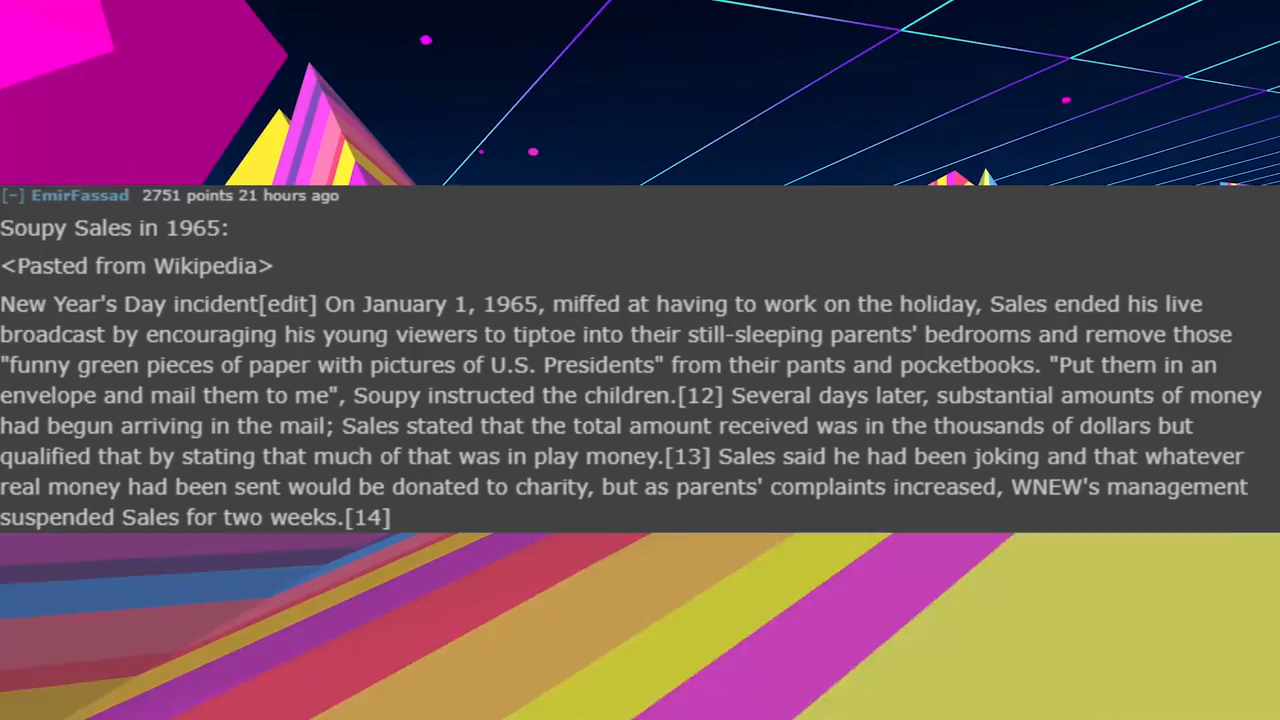 [−] EmirFassad 2751 points 21 hours ago
Soupy Sales in 1965:
<Pasted from Wikipedia>
New Year's Day incident[edit] On January 1, 1965, miffed at having to work on the holiday, Sales ended his live
broadcast by encouraging his young viewers to tiptoe into their still-sleeping parents' bedrooms and remove those
"funny green pieces of paper with pictures of U.S. Presidents" from their pants and pocketbooks. "Put them in an
envelope and mail them to me", Soupy instructed the children.[12] Several days later, substantial amounts of money
had begun arriving in the mail; Sales stated that the total amount received was in the thousands of dollars but
qualified that by stating that much of that was in play money.[13] Sales said he had been joking and that whatever
real money had been sent would be donated to charity, but as parents' complaints increased, WNEW's management
suspended Sales for two weeks.[14]